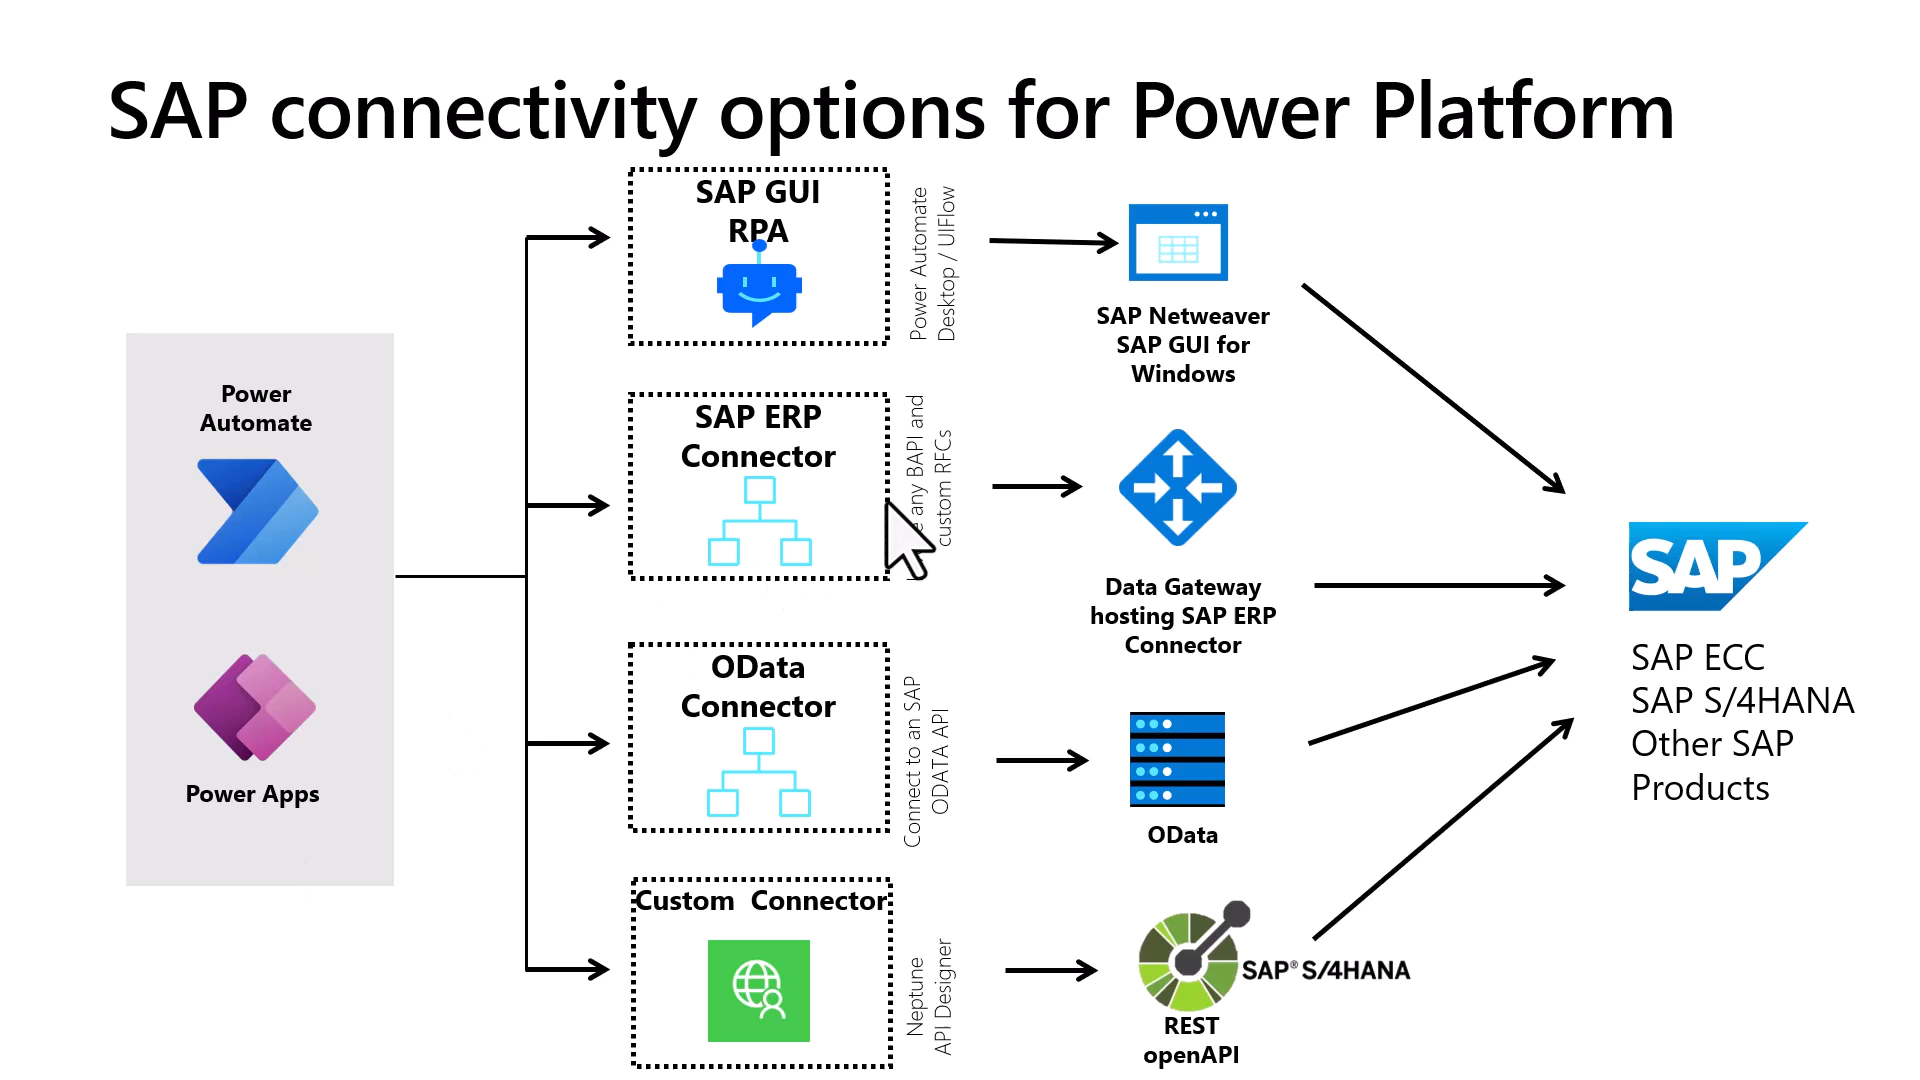 SAP connectivity options for Power Platform
Power
Automate
Power Apps
SAP GUI
RPA
Power Automate
Desktop / UIFlow
SAP Netweaver
SAP GUI for
Windows
SAP ERP
Connector
any BAPI and
custom RFCs
Data Gateway
hosting SAP ERP
Connector
OData
Connector
Connect to an SAP
ODATA API
OData
Custom Connector
Neptune
API Designer
SAP® S/4HANA
REST
openAPI
SAP
SAP ECC
SAP S/4HANA
Other SAP
Products